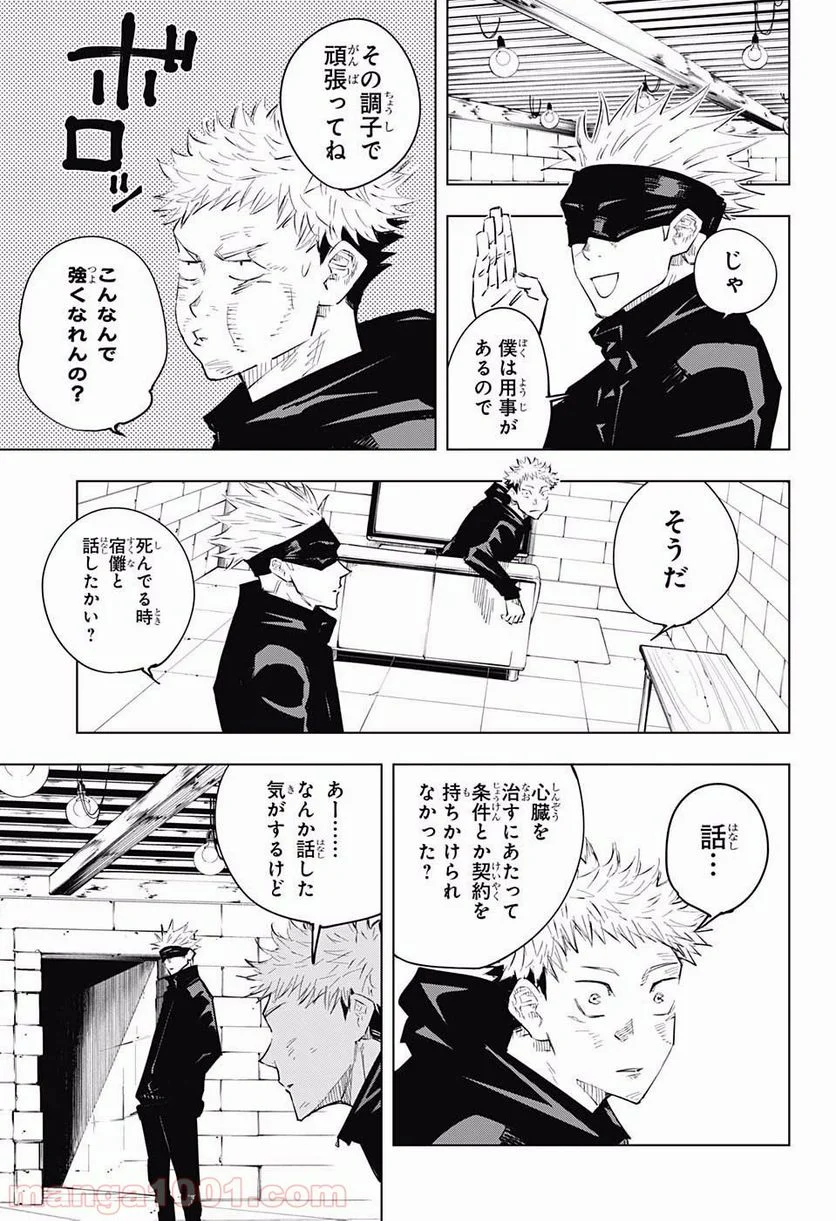 じゃ
僕は用事が
あるので
その調子で
頑張ってね
ボロッ
こんなんで
強くなれんの？
そうだ
死んでる時
宿儺と
話したかい？
話…
心臓を
治すにあたって
条件とか契約を
持ちかけられ
なかった？
あー……
なんか話した
気がするけど
manga1001.com